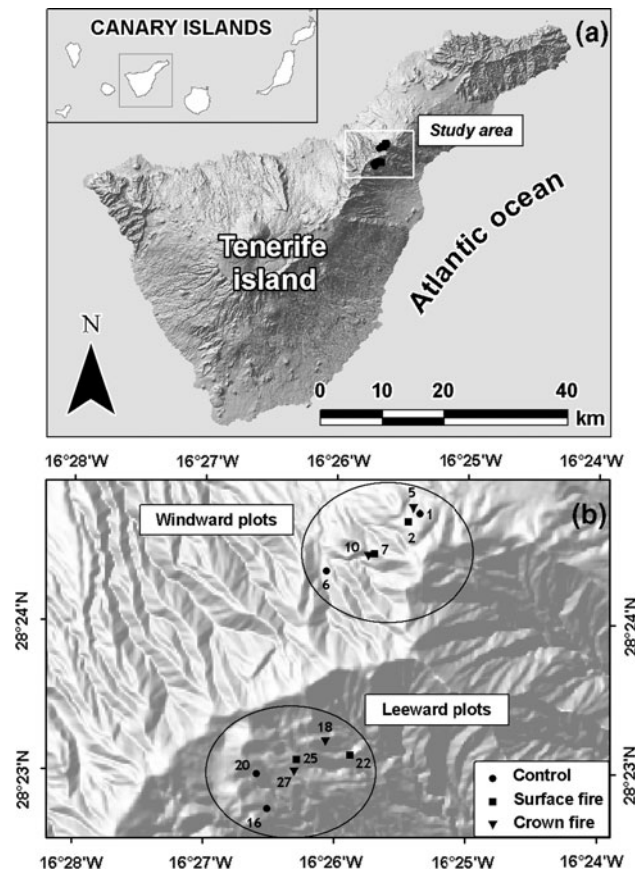 CANARY ISLANDS
(a)
Study area
Tenerife
island
Atlantic ocean
N
0 10 20 40
km
16°28'W 16°27'W 16°26'W 16°25'W 16°24'W
(b)
Windward plots
5
1
2
10
7
6
28°24'N
28°24'N
Leeward plots
18
20
25
22
27
16
28°23'N
28°23'N
Control
Surface fire
Crown fire
16°28'W 16°27'W 16°26'W 16°25'W 16°24'W